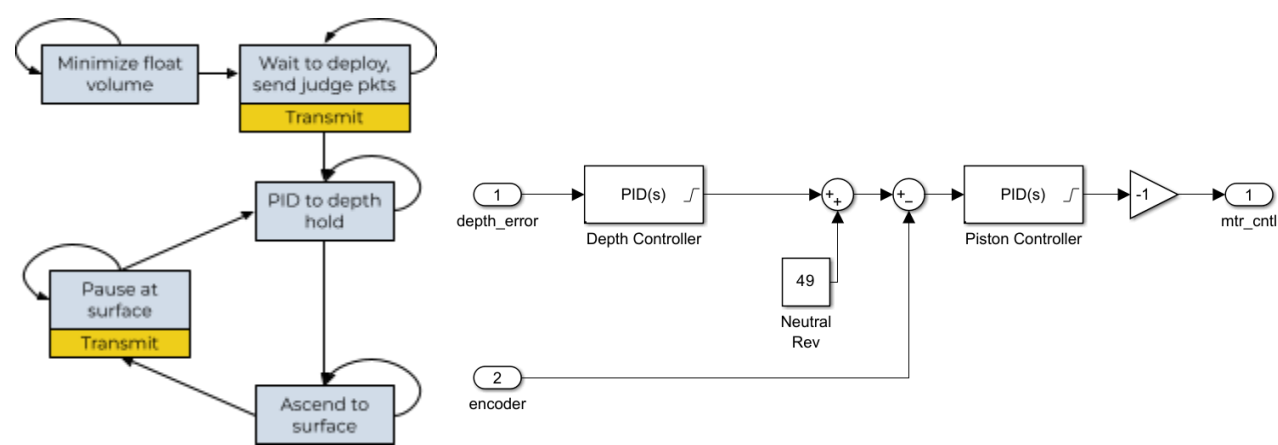 Minimize float
volume
Wait to deploy,
send judge pkts
Transmit
PID to depth
hold
Pause at
surface
Transmit
Ascend to
surface
1
depth_error
PID(s)
Depth Controller
+
+
49
Neutral
Rev
+
−
PID(s)
Piston Controller
-1
1
mtr_cntl
2
encoder